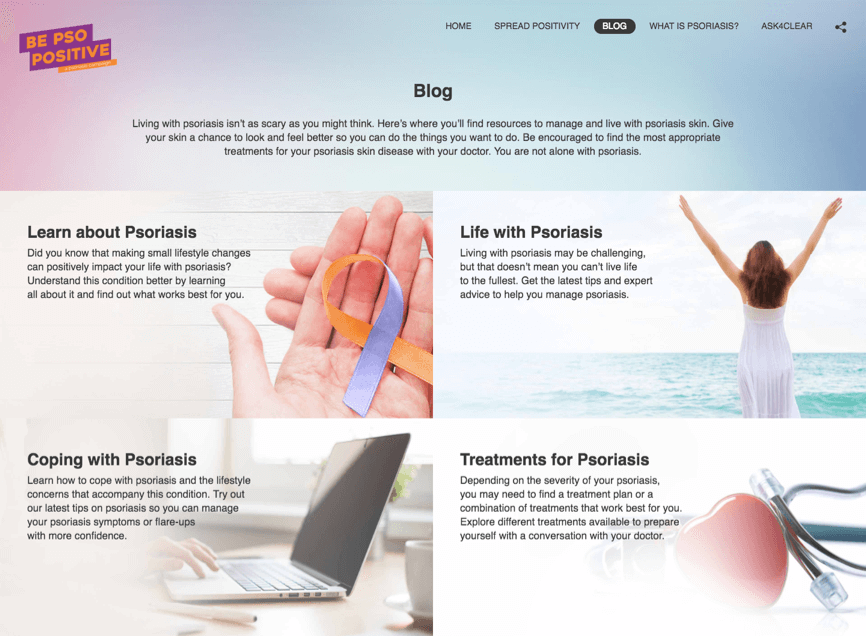 HOME SPREAD POSITIVITY BLOG WHAT IS PSORIASIS? ASK4CLEAR
BE PSO
POSITIVE
Blog
Living with psoriasis isn't as scary as you might think. Here's where you'll find resources to manage and live with psoriasis skin. Give
your skin a chance to look and feel better so you can do the things you want to do. Be encouraged to find the most appropriate
treatments for your psoriasis skin disease with your doctor. You are not alone with psoriasis.
Learn about Psoriasis
Did you know that making small lifestyle changes
can positively impact your life with psoriasis?
Understand this condition better by learning
all about it and find out what works best for you.
Life with Psoriasis
Living with psoriasis may be challenging,
but that doesn't mean you can't live life
to the fullest. Get the latest tips and expert
advice to help you manage psoriasis.
Coping with Psoriasis
Learn how to cope with psoriasis and the lifestyle
concerns that accompany this condition. Try out
our latest tips on psoriasis so you can manage
your psoriasis symptoms or flare-ups
with more confidence.
Treatments for Psoriasis
Depending on the severity of your psoriasis,
you may need to find a treatment plan or a
combination of treatments that work best for you.
Explore different treatments available to prepare
yourself with a conversation with your doctor.